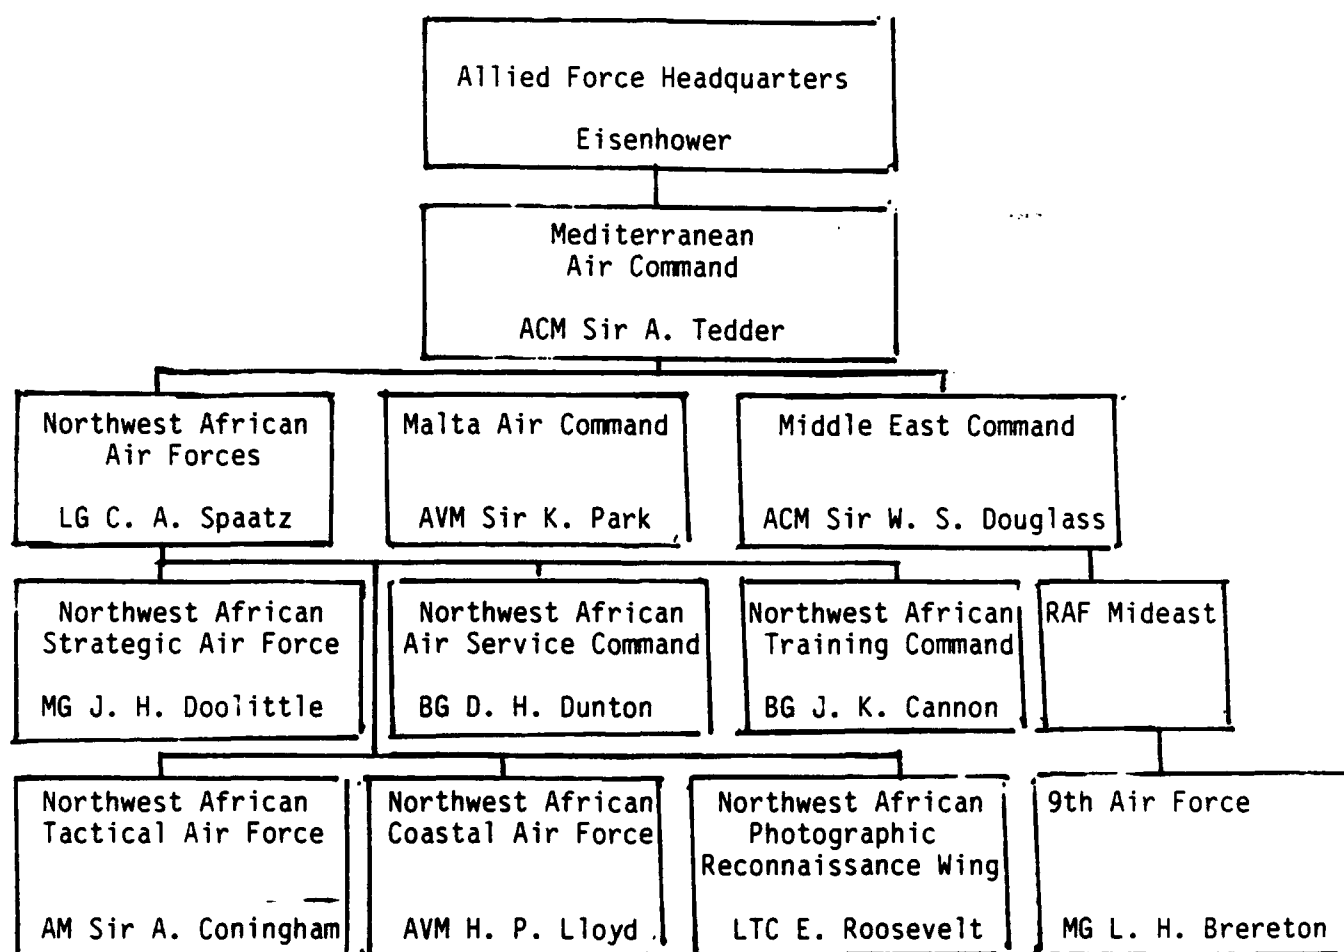 Allied Force Headquarters
Eisenhower
Mediterranean
Air Command
ACM Sir A. Tedder
Northwest African
Air Forces
LG C. A. Spaatz
Malta Air Command
AVM Sir K. Park
Middle East Command
ACM Sir W. S. Douglass
Northwest African
Strategic Air Force
MG J. H. Doolittle
Northwest African
Air Service Command
BG D. H. Dunton
Northwest African
Training Command
BG J. K. Cannon
RAF Mideast
Northwest African
Tactical Air Force
AM Sir A. Coningham
Northwest African
Coastal Air Force
AVM H. P. Lloyd
Northwest African
Photographic
Reconnaissance Wing
LTC E. Roosevelt
9th Air Force
MG L. H. Brereton